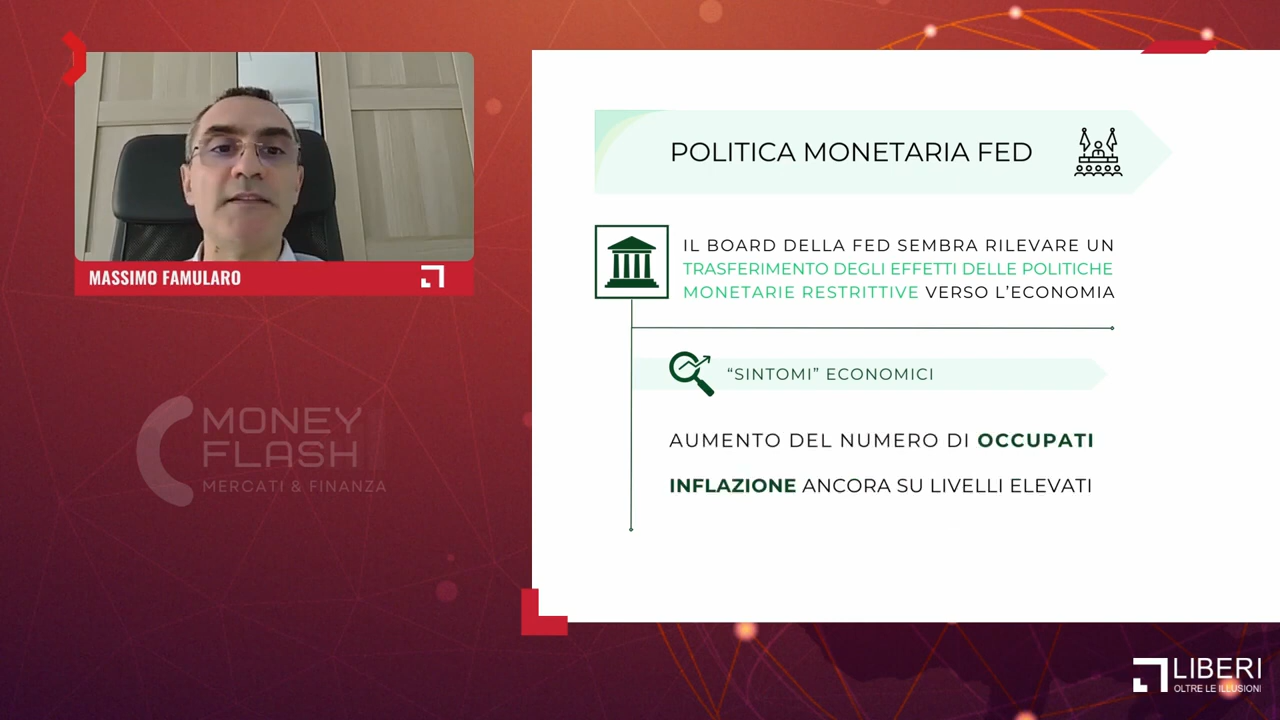 MASSIMO FAMULARO
MONEY
FLASH
MERCATI & FINANZA
POLITICA MONETARIA FED
IL BOARD DELLA FED SEMBRA RILEVARE UN
TRASFERIMENTO DEGLI EFFETTI DELLE POLITICHE
MONETARIE RESTRITTIVE VERSO L'ECONOMIA
“SINTOMI” ECONOMICI
AUMENTO DEL NUMERO DI OCCUPATI
INFLAZIONE ANCORA SU LIVELLI ELEVATI
LIBERI
OLTRE LE ILLUSIONI